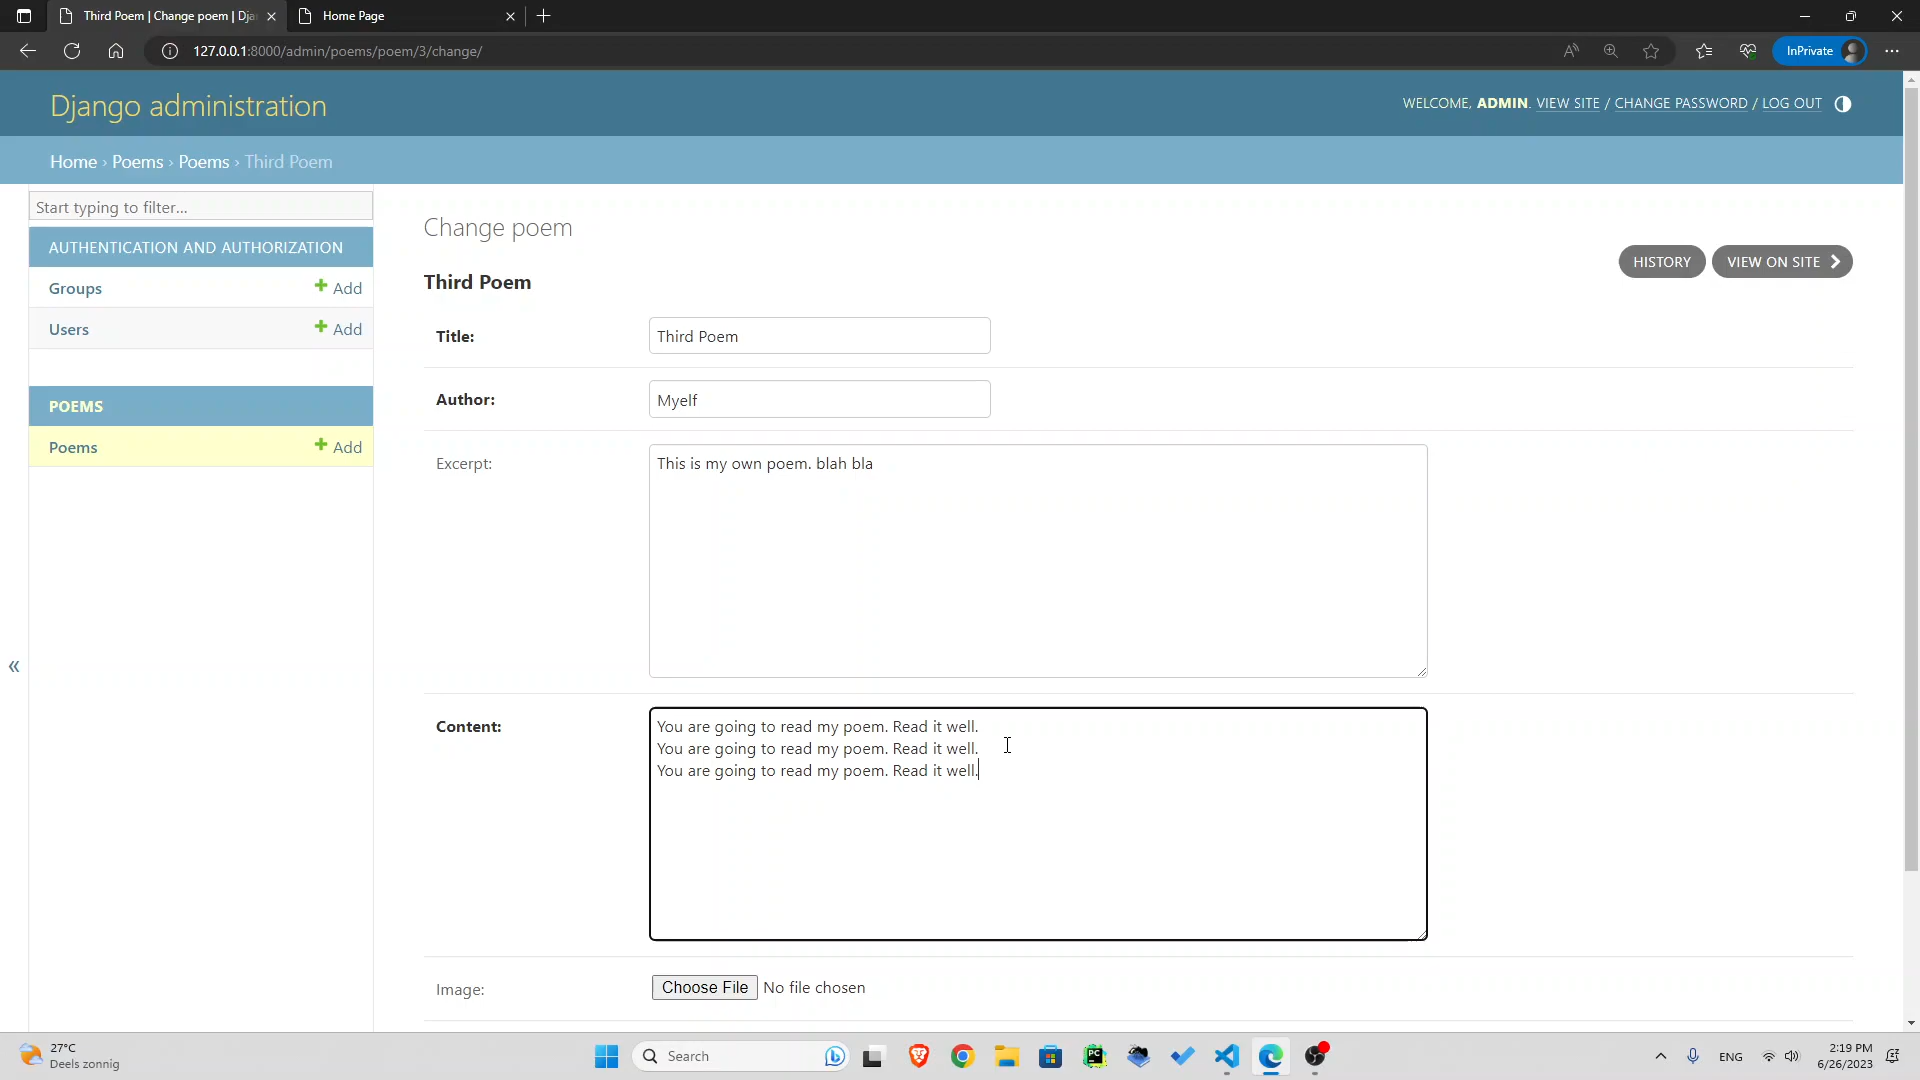 Third Poem | Change poem | Dja
Home Page
127.0.0.1:8000/admin/poems/poem/3/change/
InPrivate
Django administration
WELCOME, ADMIN. VIEW SITE / CHANGE PASSWORD / LOG OUT
Home › Poems › Poems › Third Poem
Start typing to filter...
AUTHENTICATION AND AUTHORIZATION
Groups
Add
Users
Add
POEMS
Poems
Add
Change poem
HISTORY
VIEW ON SITE
Third Poem
Title:
Third Poem
Author:
Myelf
Excerpt:
This is my own poem. blah bla
Content:
You are going to read my poem. Read it well.
You are going to read my poem. Read it well.
You are going to read my poem. Read it well.
Image:
Choose File No file chosen
27°C
Deels zonnig
Search
PC
ENG
2:19 PM
6/26/2023